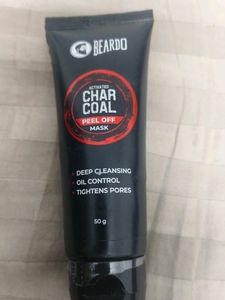 BEARDO
ACTIVATED
CHAR
COAL
PEEL OFF
MASK
• DEEP CLEANSING
• OIL CONTROL
• TIGHTENS PORES
50 g